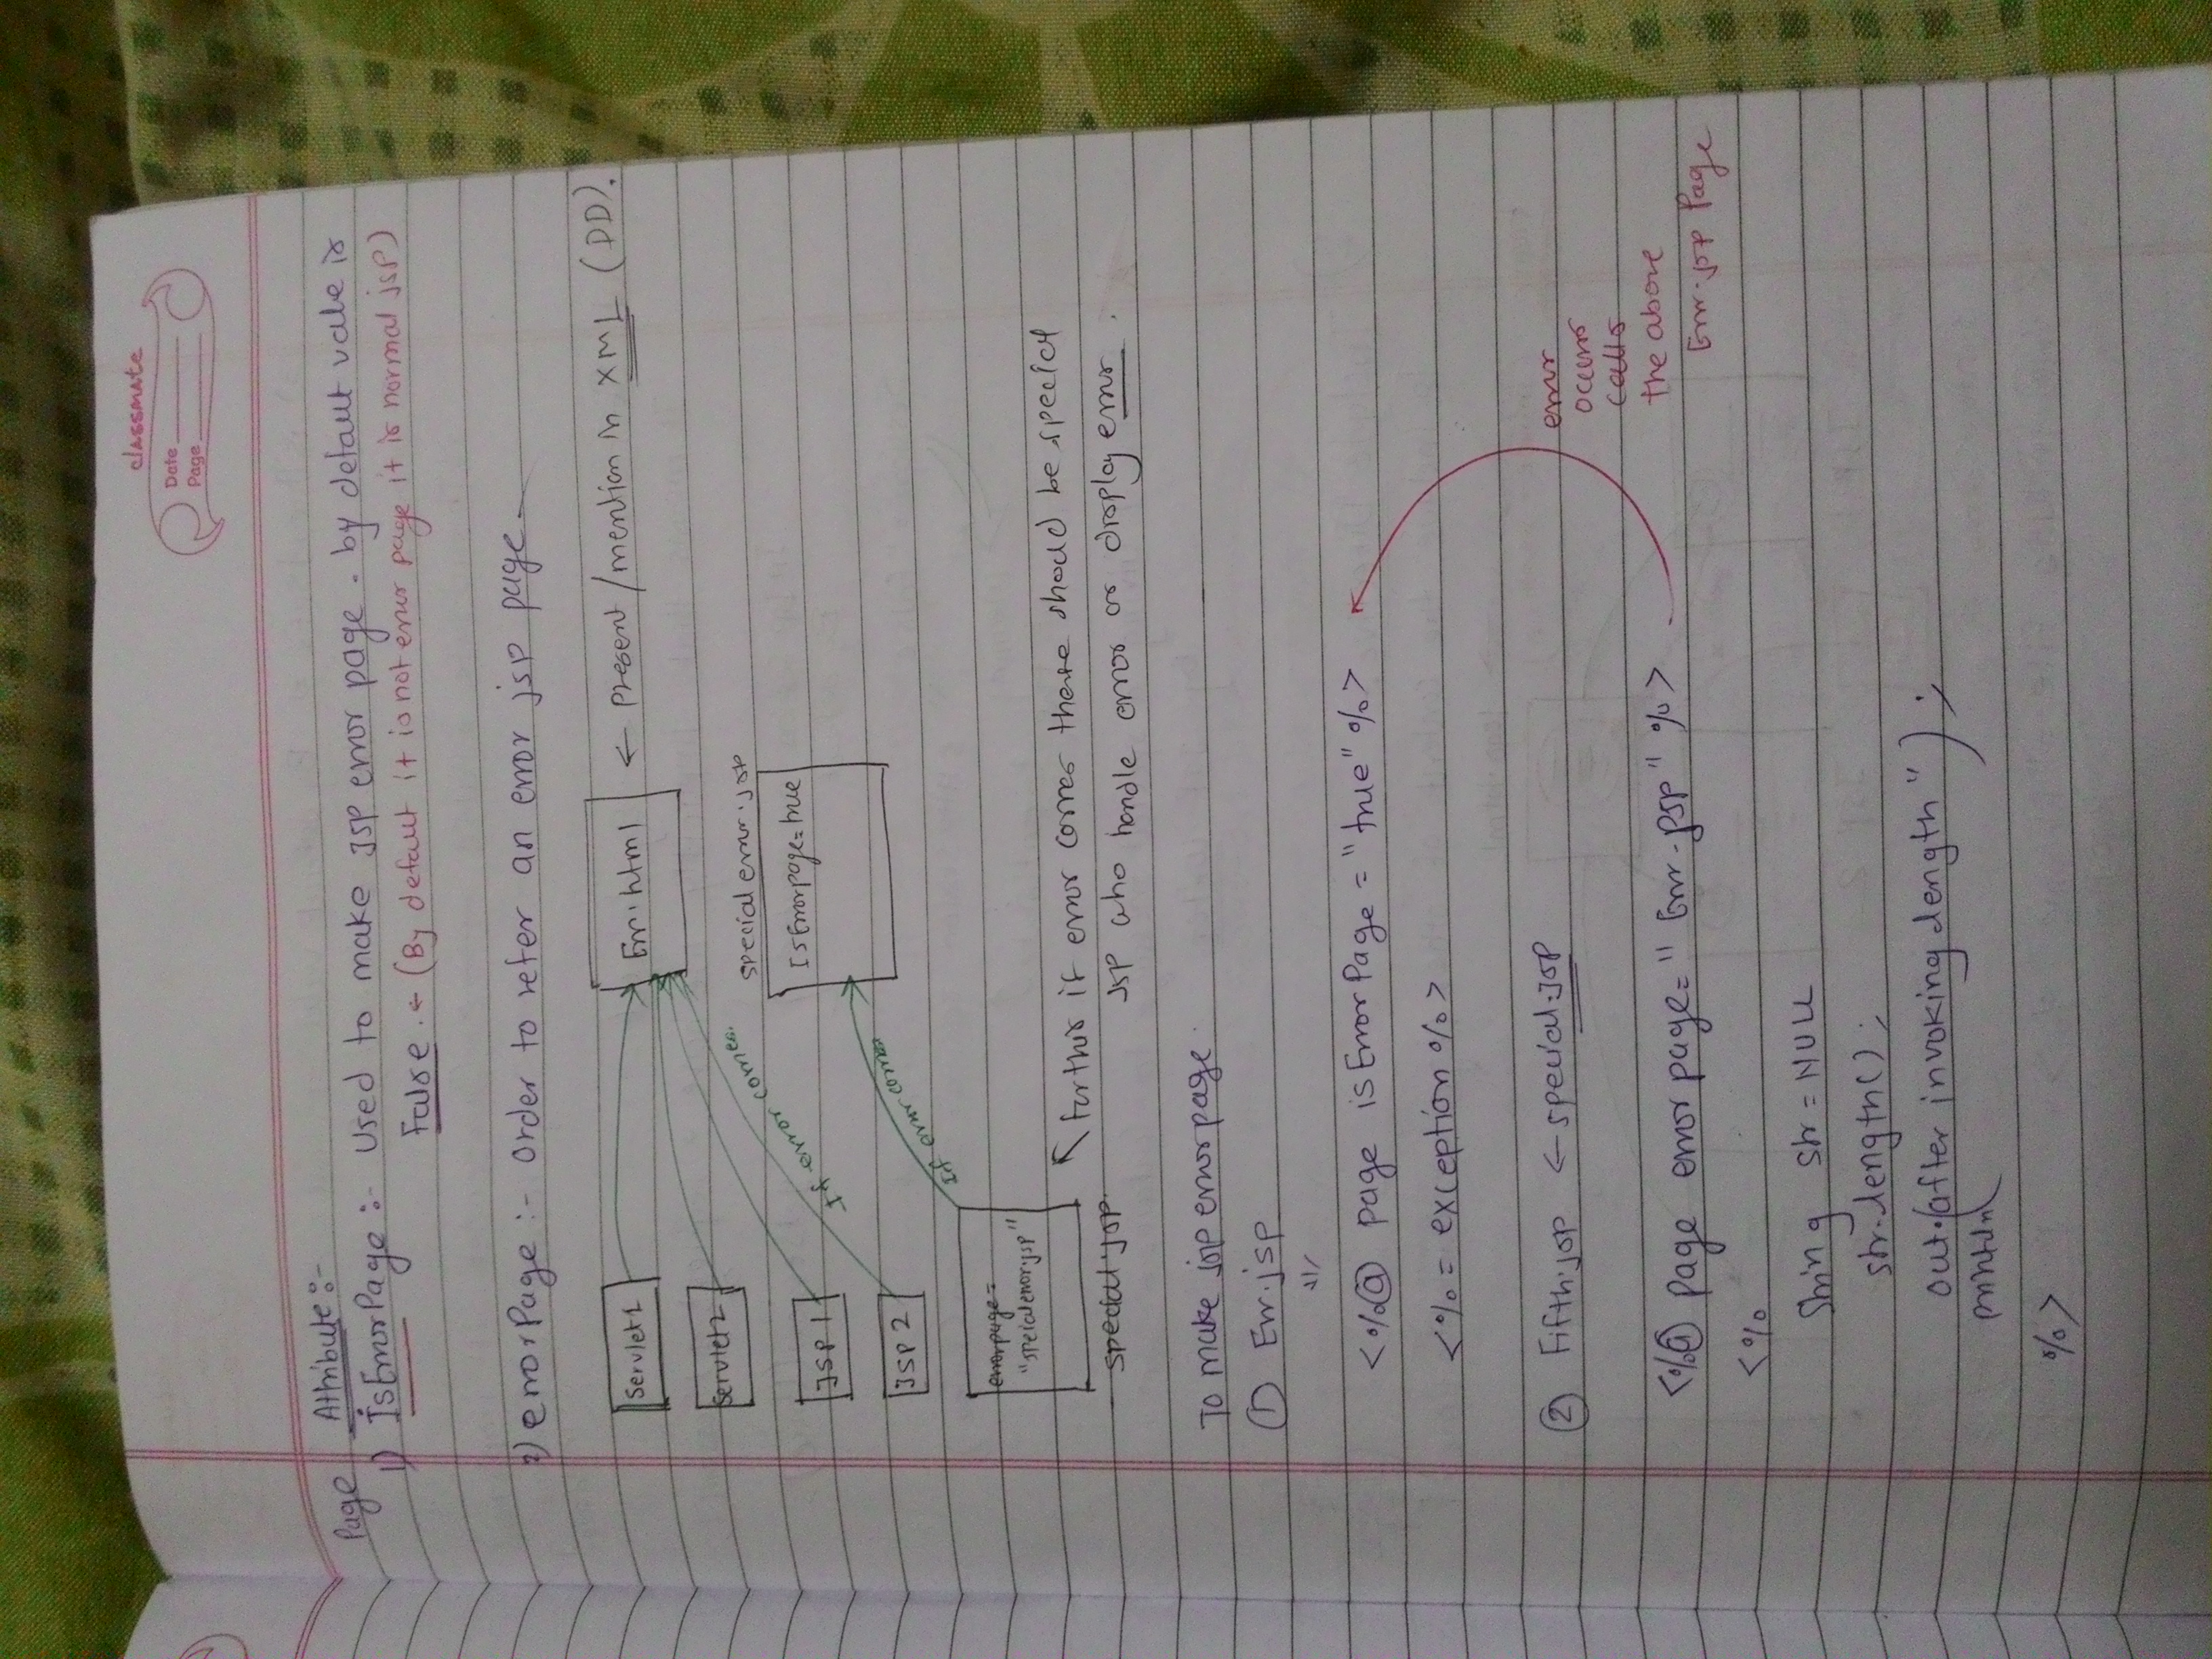 classmate
Date
Page
Page Attribute :-
1) IsErrorPage :- Used to make JSP error page . by defaut vale is
False . ← (By defaut it is not error page it is normal jsp)
2) errorPage :- Order to refer an error jsp page.
Servlet1
Err.html
← Present /mention in XML (DD).
Servlet2
If error comes.
special error.jsp
JSP 1
IsErrorpage=true
JSP 2
If error comes
errorpage=
"speicalerror.jsp"
special.jsp
for this if error comes there should be special
JSP who handle error or display error .
To make jsp errorpage.
① Err.jsp
<%@ page isErrorPage = "true" %>
<%= exception %>
② Fifth.jsp ← special.jsp
error
occurs
calls
the above
Err.jsp Page
<%@ page errorpage= "Err.jsp" %>
<%
String str = NULL
str.length();
out.(after invoking length");
println
%>